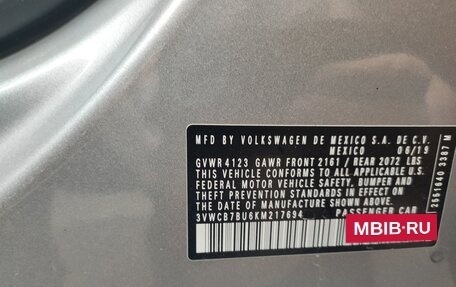 MFD BY VOLKSWAGEN DE MEXICO S.A. DE C.V.
MEXICO 06/19
GVWR 4123 GAWR FRONT 2161 / REAR 2072 LBS
THIS VEHICLE CONFORMS TO ALL APPLICABLE U.S.
FEDERAL MOTOR VEHICLE SAFETY, BUMPER AND
THEFT PREVENTION STANDARDS IN EFFECT ON
THE DATE OF MANUFACTURE SHOWN ABOVE.
3VWCB7BU6KM217694 PASSENGER CAR
MBIB.RU